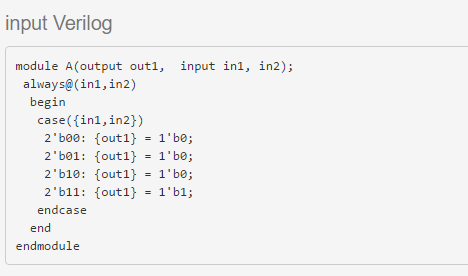 input Verilog
module A(output out1,  input in1, in2);
 always@(in1,in2)
  begin
   case({in1,in2})
    2'b00: {out1} = 1'b0;
    2'b01: {out1} = 1'b0;
    2'b10: {out1} = 1'b0;
    2'b11: {out1} = 1'b1;
   endcase
  end
endmodule